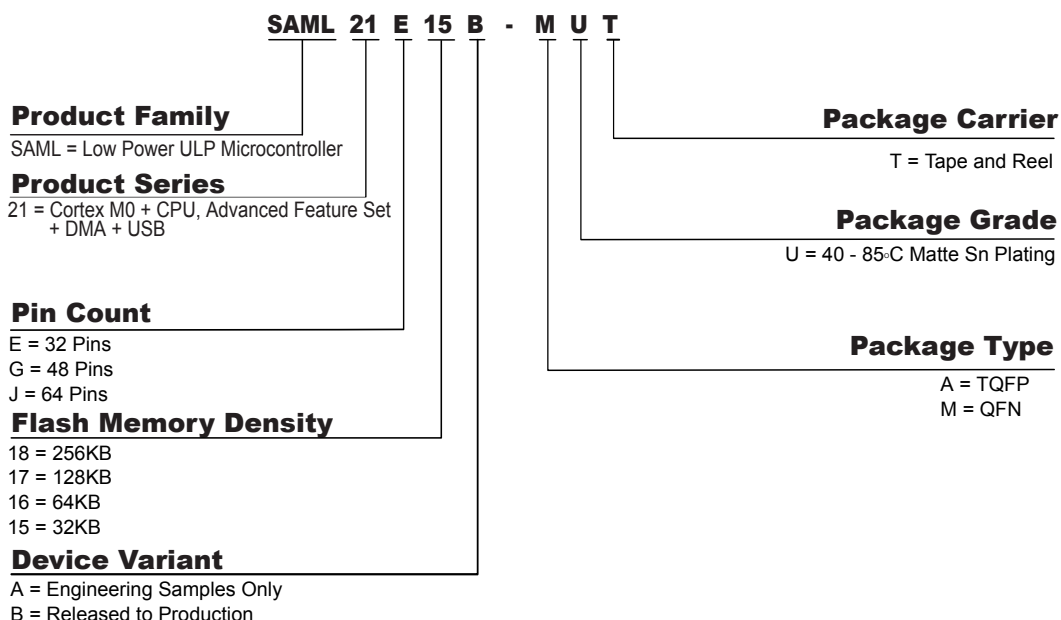 SAML 21 E 15 B - M U T
Product Family
SAML = Low Power ULP Microcontroller
Product Series
21 = Cortex M0 + CPU, Advanced Feature Set
+ DMA + USB
Pin Count
E = 32 Pins
G = 48 Pins
J = 64 Pins
Flash Memory Density
18 = 256KB
17 = 128KB
16 = 64KB
15 = 32KB
Device Variant
A = Engineering Samples Only
B = Released to Production
Package Carrier
T = Tape and Reel
Package Grade
U = 40 - 85◦C Matte Sn Plating
Package Type
A = TQFP
M = QFN